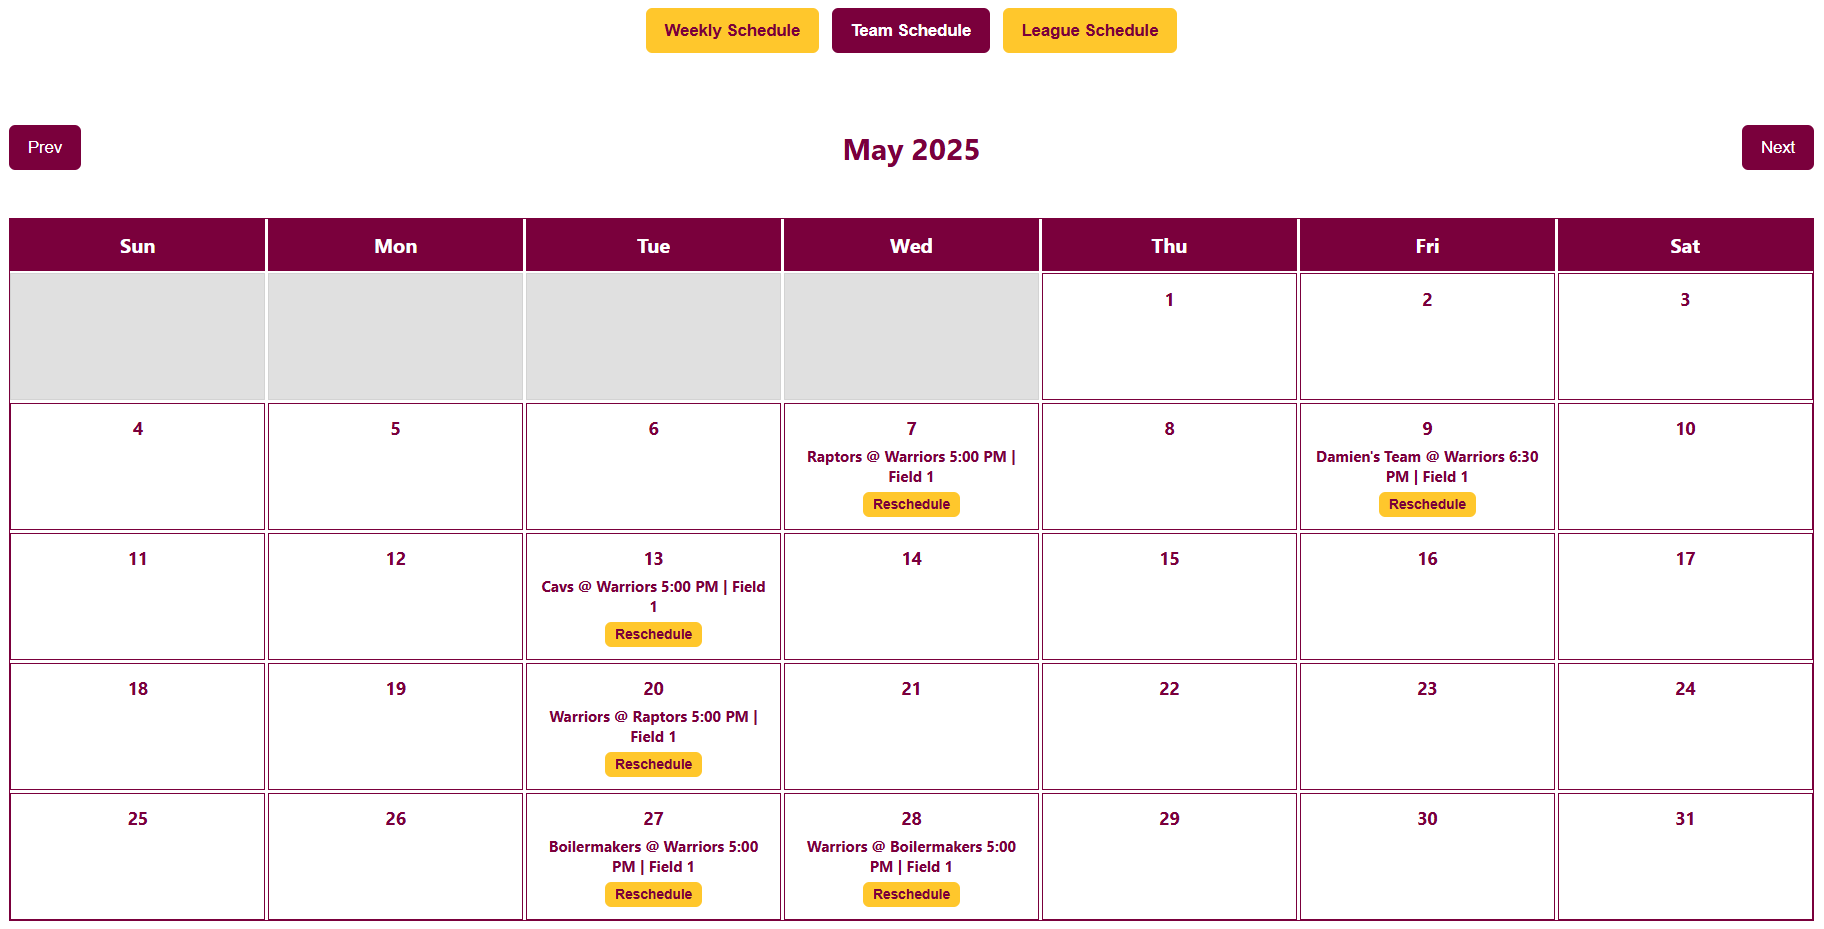 Weekly Schedule
Team Schedule
League Schedule
Prev
May 2025
Next
Sun
Mon
Tue
Wed
Thu
Fri
Sat
1
2
3
4
5
6
7
Raptors @ Warriors 5:00 PM |
Field 1
Reschedule
8
9
Damien's Team @ Warriors 6:30
PM | Field 1
Reschedule
10
11
12
13
Cavs @ Warriors 5:00 PM | Field
1
Reschedule
14
15
16
17
18
19
20
Warriors @ Raptors 5:00 PM |
Field 1
Reschedule
21
22
23
24
25
26
27
Boilermakers @ Warriors 5:00
PM | Field 1
Reschedule
28
Warriors @ Boilermakers 5:00
PM | Field 1
Reschedule
29
30
31